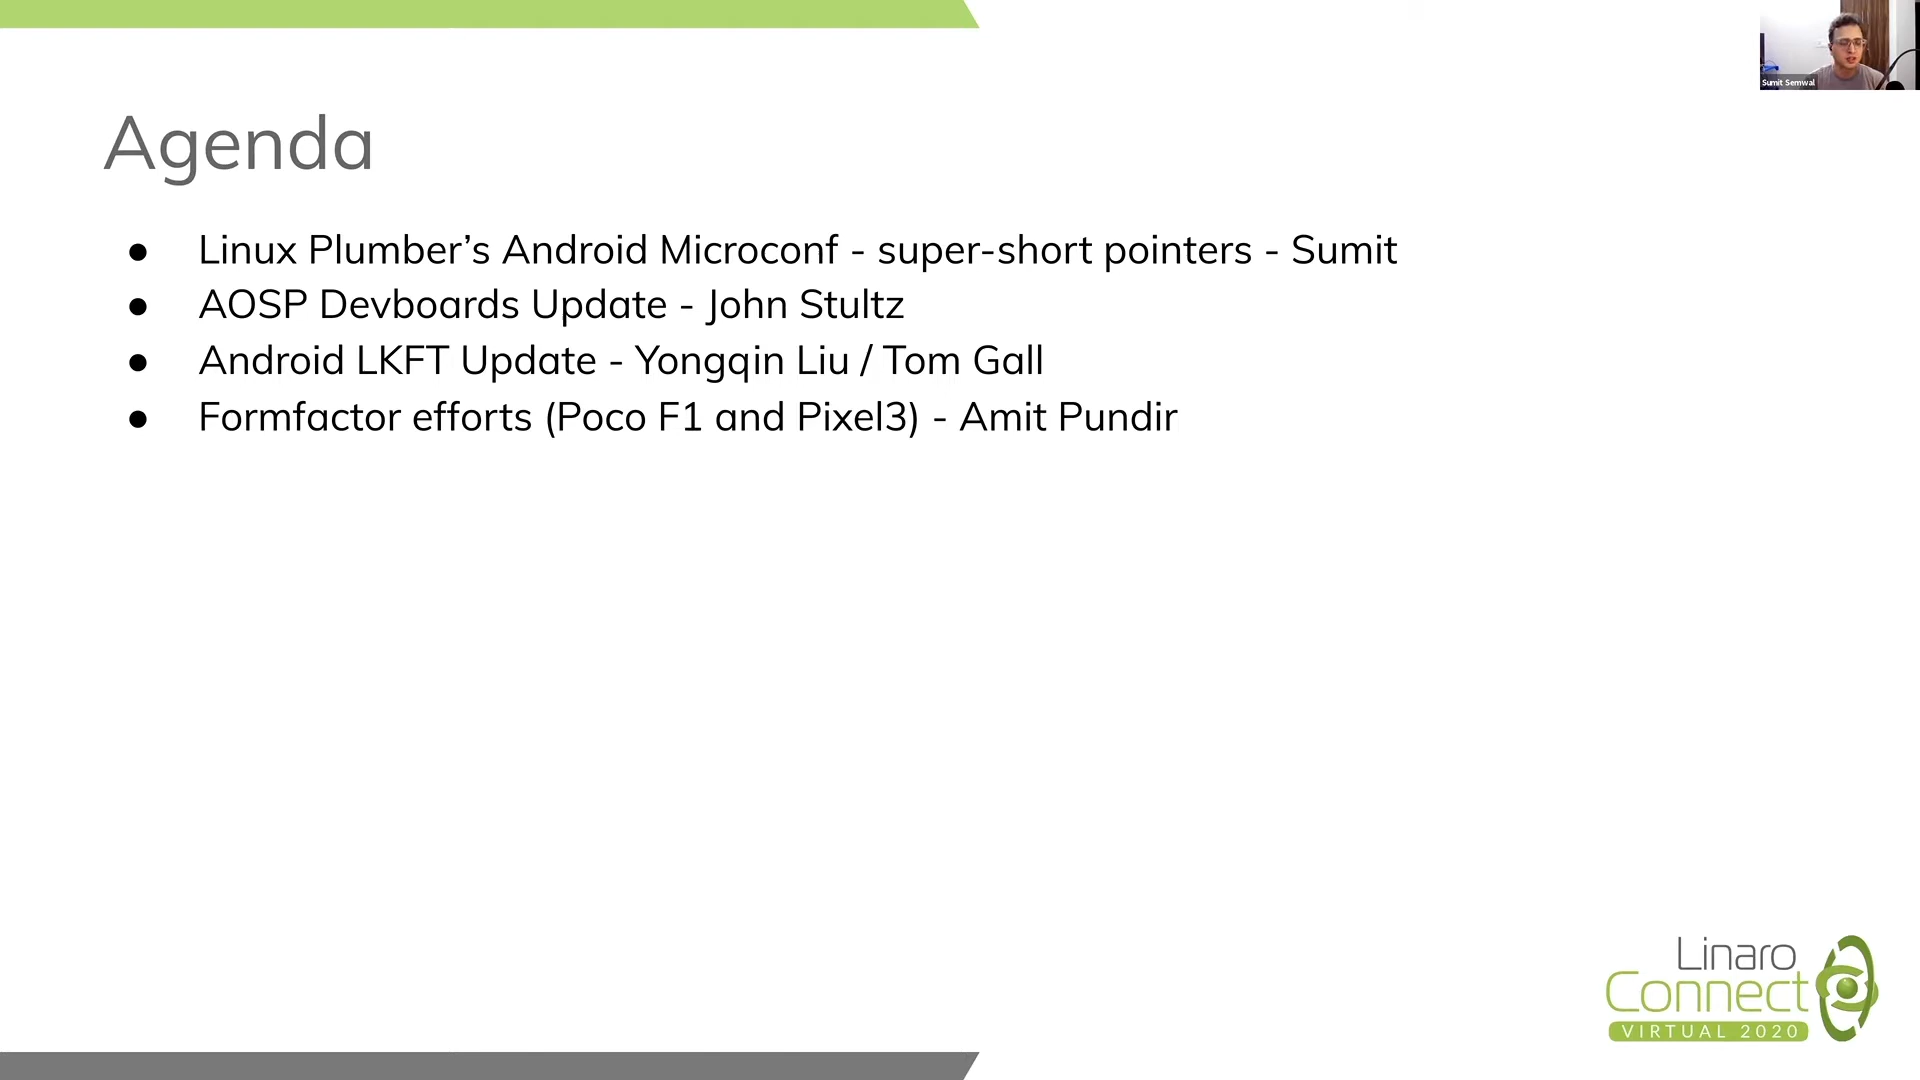 Sumit Semwal
Agenda
● Linux Plumber’s Android Microconf - super-short pointers - Sumit
● AOSP Devboards Update - John Stultz
● Android LKFT Update - Yongqin Liu / Tom Gall
● Formfactor efforts (Poco F1 and Pixel3) - Amit Pundir
Linaro
Connect
VIRTUAL 2020